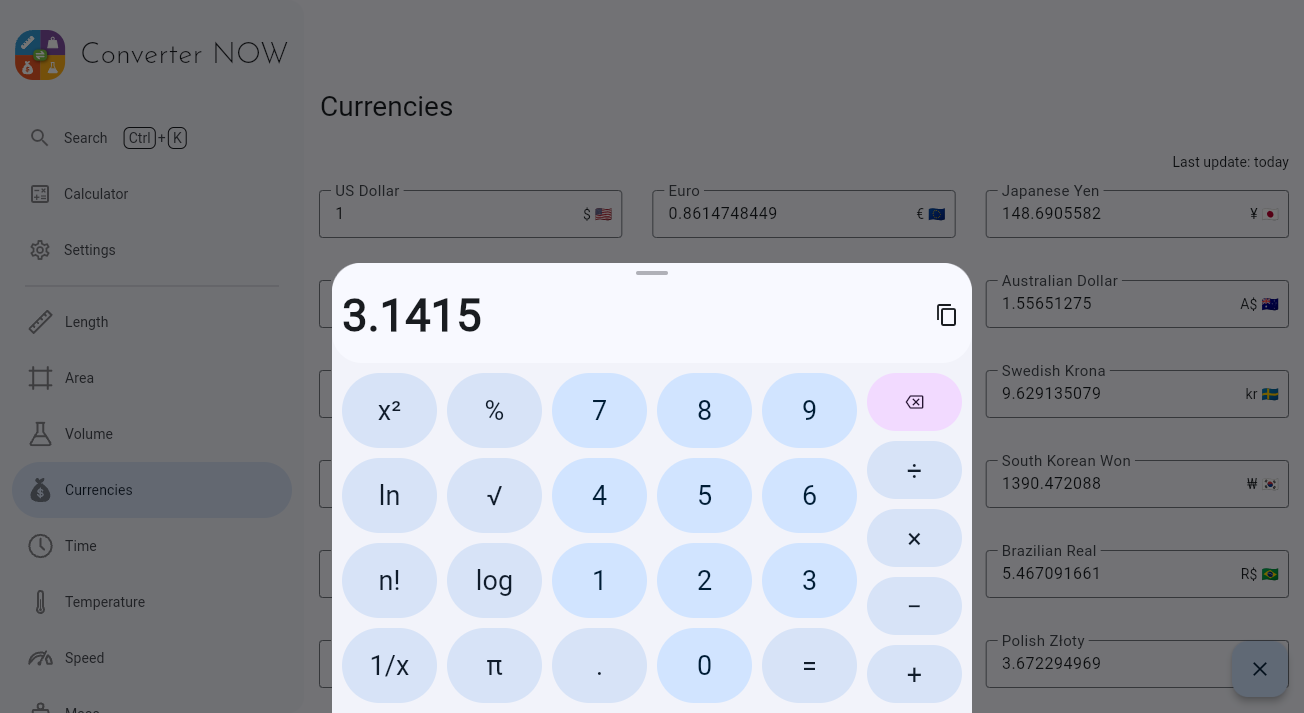 Converter NOW
Search Ctrl + K
Calculator
Settings
Length
Area
Volume
Currencies
Time
Temperature
Speed
Currencies
Last update: today
US Dollar
1 $
Euro
0.8614748449 €
Japanese Yen
148.6905582 ¥
Australian Dollar
1.55651275 A$
Swedish Krona
9.629135079 kr
South Korean Won
1390.472088 ₩
Brazilian Real
5.467091661 R$
Polish Złoty
3.672294969
3.1415
x² % 7 8 9
÷
ln √ 4 5 6
×
n! log 1 2 3
−
1/x π . 0 =
+